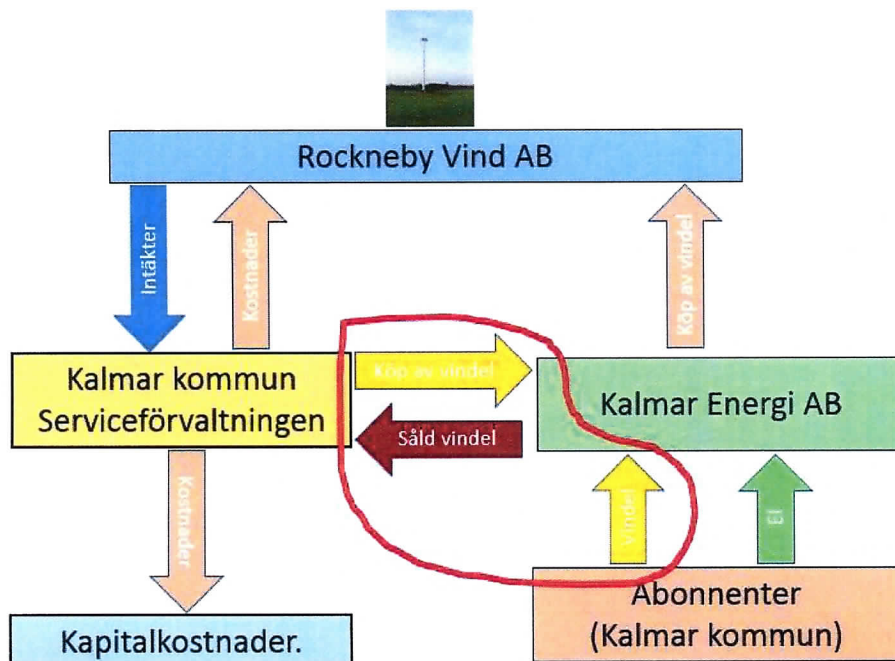 Rockneby Vind AB
Intäkter
Kostnader
Köp av vindel
Kalmar kommun
Serviceförvaltningen
Köp av vindel
Såld vindel
Kalmar Energi AB
Kostnader
Vindel
El
Kapitalkostnader.
Abonnenter
(Kalmar kommun)